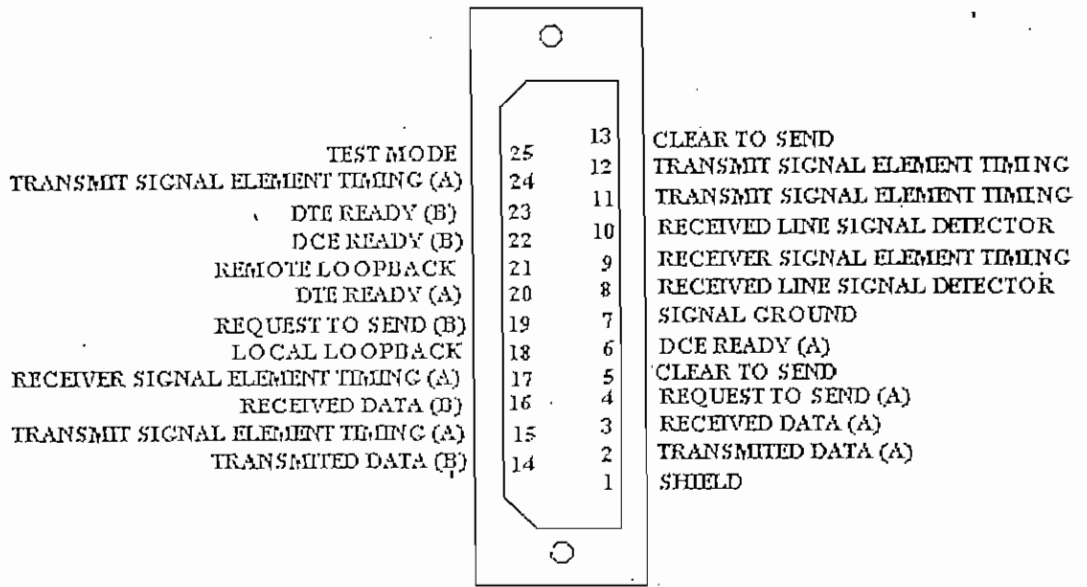 TEST MODE 25
TRANSMIT SIGNAL ELEMENT TIMING (A) 24
DTE READY (B) 23
DCE READY (B) 22
REMOTE LOOPBACK 21
DTE READY (A) 20
REQUEST TO SEND (B) 19
LOCAL LOOPBACK 18
RECEIVER SIGNAL ELEMENT TIMING (A) 17
RECEIVED DATA (B) 16
TRANSMIT SIGNAL ELEMENT TIMING (A) 15
TRANSMITED DATA (B) 14
13 CLEAR TO SEND
12 TRANSMIT SIGNAL ELEMENT TIMING
11 TRANSMIT SIGNAL ELEMENT TIMING
10 RECEIVED LINE SIGNAL DETECTOR
9 RECEIVER SIGNAL ELEMENT TIMING
8 RECEIVED LINE SIGNAL DETECTOR
7 SIGNAL GROUND
6 DCE READY (A)
5 CLEAR TO SEND
4 REQUEST TO SEND (A)
3 RECEIVED DATA (A)
2 TRANSMITED DATA (A)
1 SHIELD